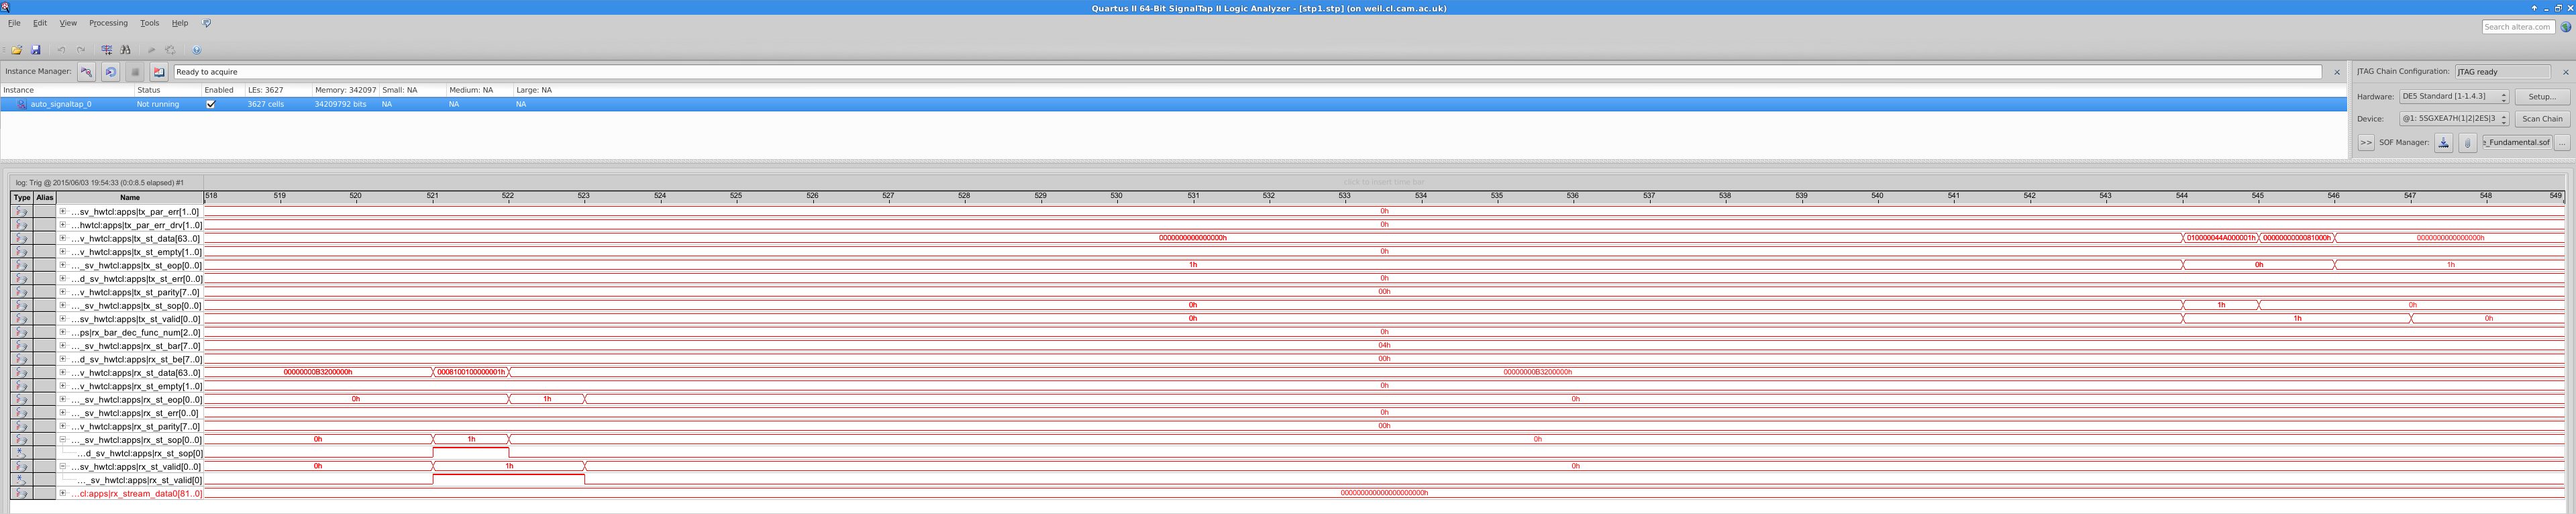 Quartus II 64-Bit SignalTap II Logic Analyzer - [stp1.stp] (on weil.cl.cam.ac.uk)
File Edit View Processing Tools Help
Search altera.com
Instance Manager: Ready to acquire
JTAG Chain Configuration: JTAG ready
Instance Status Enabled LEs: 3627 Memory: 342097 Small: NA Medium: NA Large: NA
auto_signaltap_0 Not running 3627 cells 34209792 bits NA NA NA
Hardware: DE5 Standard [1-1.4.3] Setup...
Device: @1: 5SGXEA7H(1|2|2ES|3 Scan Chain
>> SOF Manager: e_Fundamental.sof ...
log: Trig @ 2015/06/03 19:54:33 (0:0:8.5 elapsed) #1
click to insert time bar
Type Alias Name 518 519 520 521 522 523 524 525 526 527 528 529 530 531 532 533 534 535 536 537 538 539 540 541 542 543 544 545 546 547 548 549
...sv_hwtcl:apps|tx_par_err[1..0] 0h
...hwtcl:apps|tx_par_err_drv[1..0] 0h
...v_hwtcl:apps|tx_st_data[63..0] 0000000000000000h 010000044A000001h 0000000000081000h 0000000000000000h
...v_hwtcl:apps|tx_st_empty[1..0] 0h
..._sv_hwtcl:apps|tx_st_eop[0..0] 1h 0h 1h
...d_sv_hwtcl:apps|tx_st_err[0..0] 0h
...v_hwtcl:apps|tx_st_parity[7..0] 00h
..._sv_hwtcl:apps|tx_st_sop[0..0] 0h 1h 0h
...sv_hwtcl:apps|tx_st_valid[0..0] 0h 1h 0h
...ps|rx_bar_dec_func_num[2..0] 0h
..._sv_hwtcl:apps|rx_st_bar[7..0] 04h
...d_sv_hwtcl:apps|rx_st_be[7..0] 00h
...v_hwtcl:apps|rx_st_data[63..0] 00000000B3200000h 0008100100000001h 00000000B3200000h
...v_hwtcl:apps|rx_st_empty[1..0] 0h
..._sv_hwtcl:apps|rx_st_eop[0..0] 0h 1h 0h
..._sv_hwtcl:apps|rx_st_err[0..0] 0h
...v_hwtcl:apps|rx_st_parity[7..0] 00h
..._sv_hwtcl:apps|rx_st_sop[0..0] 0h 1h 0h
...d_sv_hwtcl:apps|rx_st_sop[0]
...sv_hwtcl:apps|rx_st_valid[0..0] 0h 1h 0h
..._sv_hwtcl:apps|rx_st_valid[0]
...cl:apps|rx_stream_data0[81..0] 000000000000000000000h